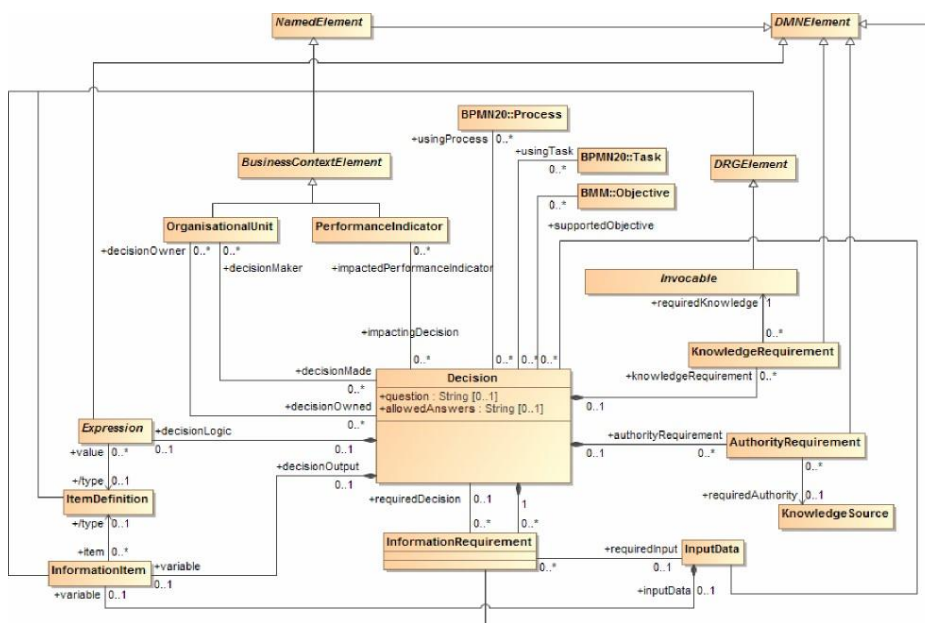 NamedElement
DMNElement
BPMN20::Process
+usingProcess 0..*
+usingTask
BPMN20::Task
0..*
BusinessContextElement
DRGElement
BMM::Objective
0..*
+supportedObjective
OrganisationalUnit
PerformanceIndicator
+decisionOwner 0..* 0..*
+decisionMaker
0..*
+impactedPerformanceIndicator
Invocable
+requiredKnowledge 1
0..*
+impactingDecision
0..*
0..*
0..* 0..*
KnowledgeRequirement
+knowledgeRequirement 0..*
+decisionMade
0..*
Decision
+question : String [0..1]
+allowedAnswers : String [0..1]
0..1
+decisionOwned
0..*
Expression
+decisionLogic
0..1
0..1
+value 0..*
+authorityRequirement
0..1
0..*
AuthorityRequirement
0..*
+decisionOutput
0..1
+/type 0..1
ItemDefinition
+/type 0..1
+requiredDecision 0..1
1
0..* 0..*
+requiredAuthority 0..1
KnowledgeSource
+item 0..*
InformationItem
+variable
0..1
+variable 0..1
InformationRequirement
0..*
+requiredInput
0..1
InputData
+inputData 0..1